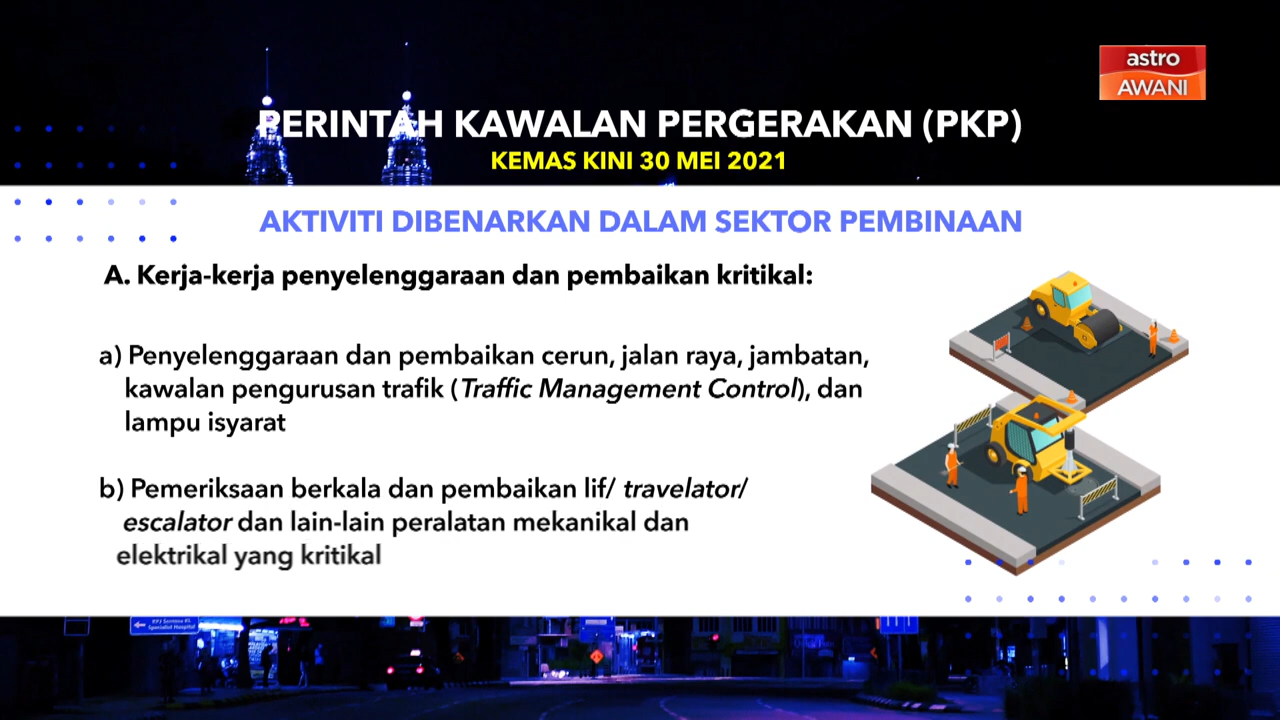 astro
AWANI
PERINTAH KAWALAN PERGERAKAN (PKP)
KEMAS KINI 30 MEI 2021
AKTIVITI DIBENARKAN DALAM SEKTOR PEMBINAAN
A. Kerja-kerja penyelenggaraan dan pembaikan kritikal:
a) Penyelenggaraan dan pembaikan cerun, jalan raya, jambatan,
kawalan pengurusan trafik (Traffic Management Control), dan
lampu isyarat
b) Pemeriksaan berkala dan pembaikan lif/ travelator/
escalator dan lain-lain peralatan mekanikal dan
elektrikal yang kritikal
Specialist Hospital